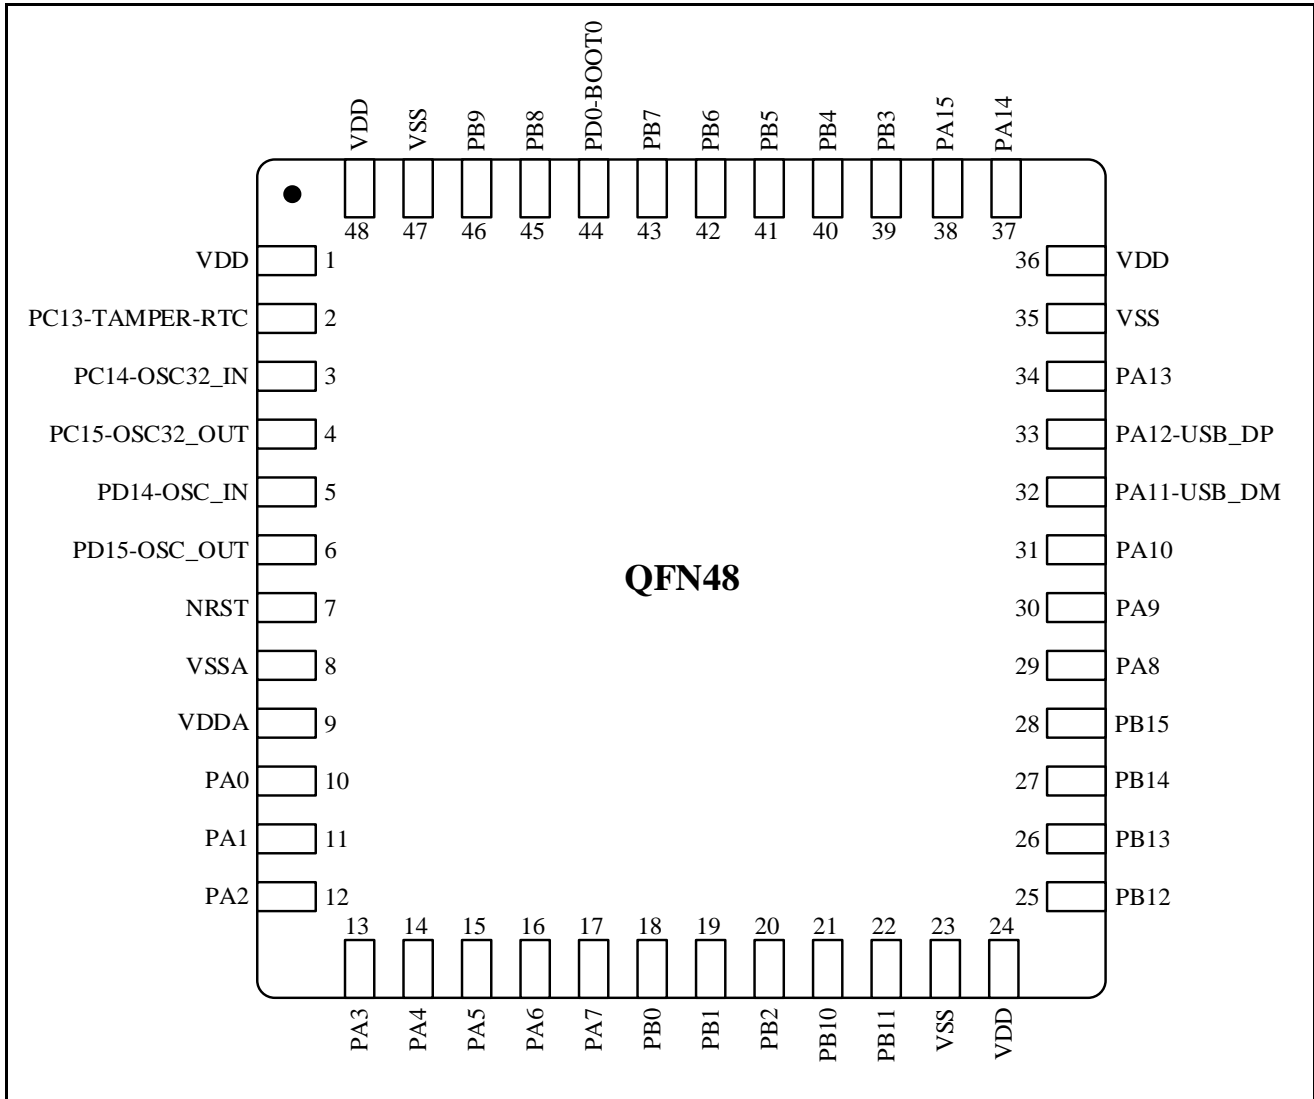 VDD
VSS
PB9
PB8
PD0-BOOT0
PB7
PB6
PB5
PB4
PB3
PA15
PA14
48 47 46 45 44 43 42 41 40 39 38 37
VDD 1 36 VDD
PC13-TAMPER-RTC 2 35 VSS
PC14-OSC32_IN 3 34 PA13
PC15-OSC32_OUT 4 33 PA12-USB_DP
PD14-OSC_IN 5 32 PA11-USB_DM
PD15-OSC_OUT 6 31 PA10
QFN48
NRST 7 30 PA9
VSSA 8 29 PA8
VDDA 9 28 PB15
PA0 10 27 PB14
PA1 11 26 PB13
PA2 12 25 PB12
13 14 15 16 17 18 19 20 21 22 23 24
PA3
PA4
PA5
PA6
PA7
PB0
PB1
PB2
PB10
PB11
VSS
VDD